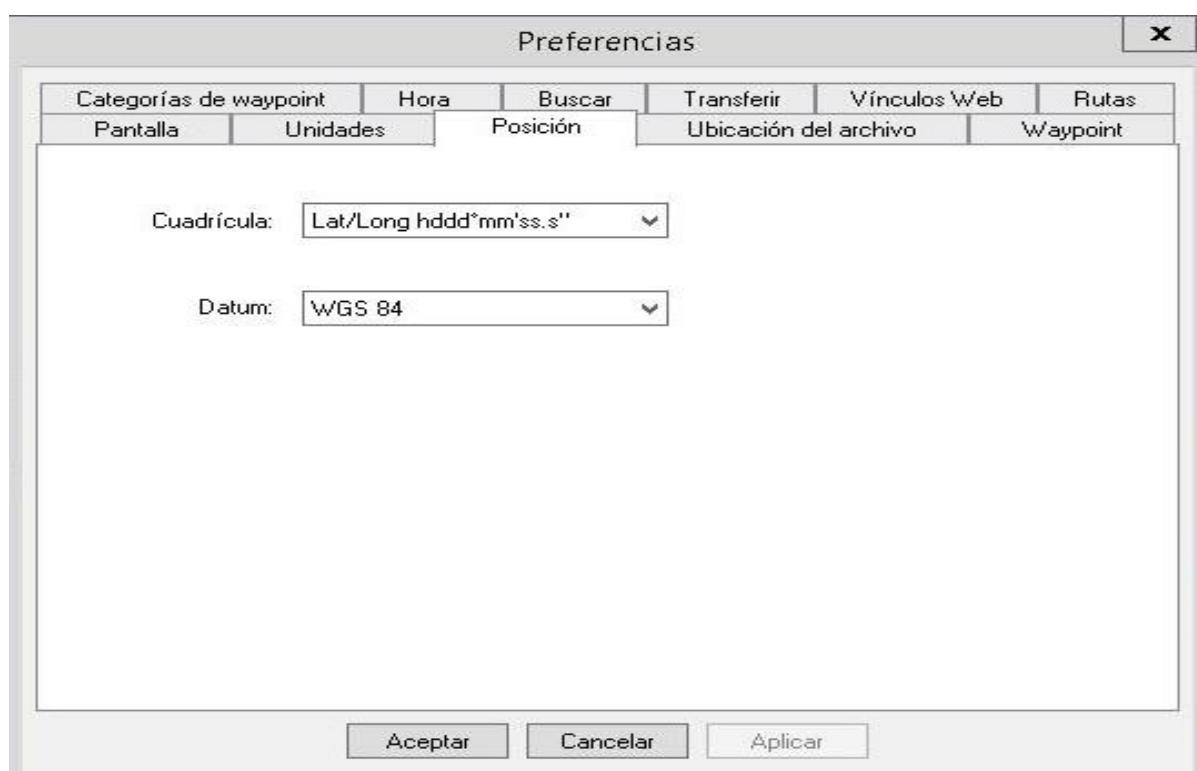 Preferencias
x
Categorías de waypoint Hora Buscar Transferir Vínculos Web Rutas
Pantalla Unidades Posición Ubicación del archivo Waypoint
Cuadrícula: Lat/Long hddd°mm'ss.s"
Datum: WGS 84
Aceptar Cancelar Aplicar